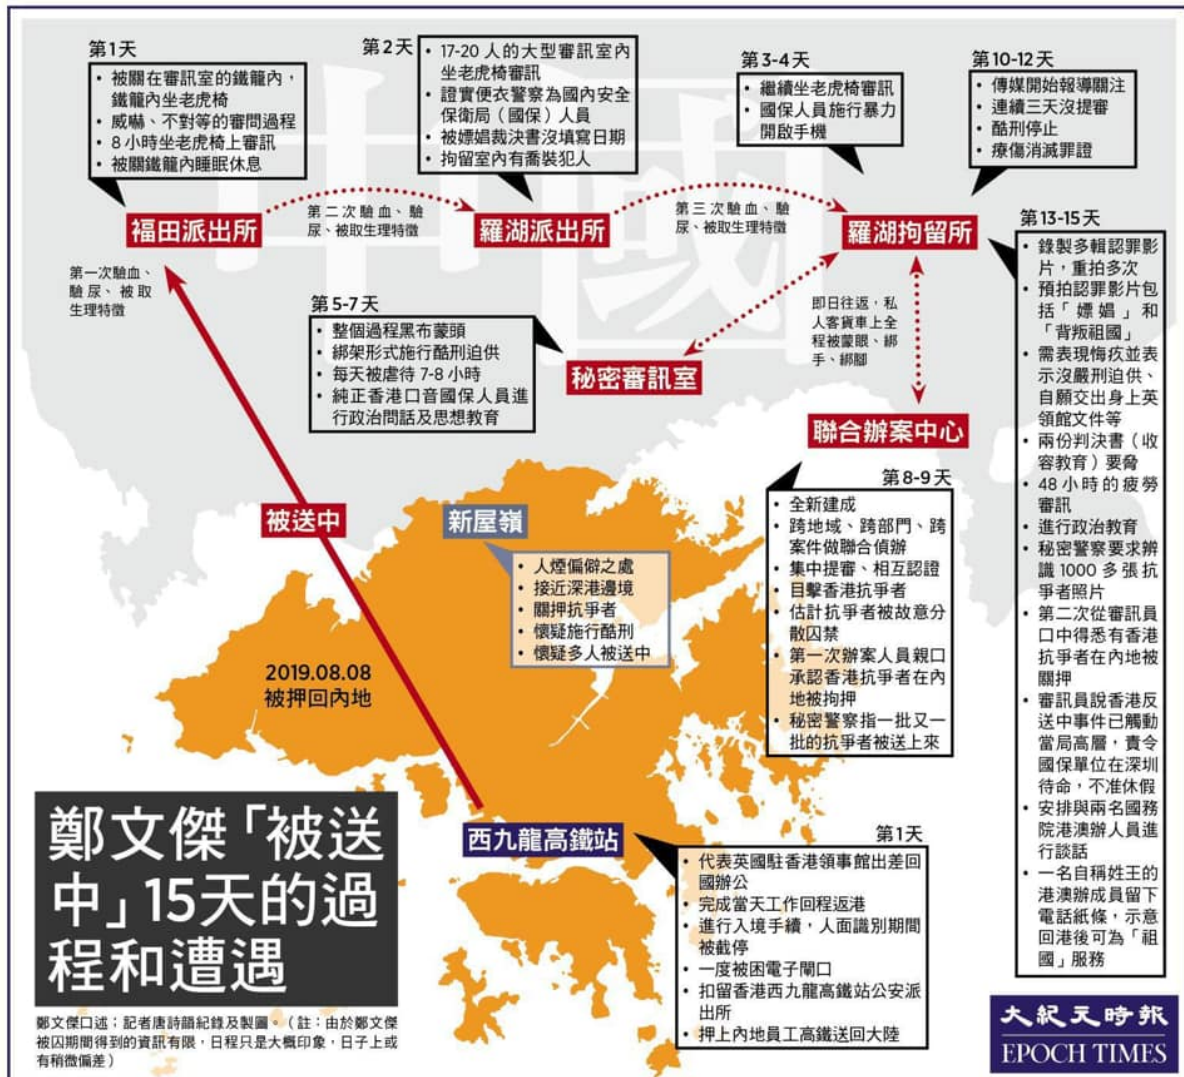 第1天
• 被關在審訊室的鐵籠內，
鐵籠內坐老虎椅
• 威嚇、不對等的審問過程
• 8小時坐老虎椅上審訊
• 被關鐵籠內睡眠休息
第2天
• 17-20人的大型審訊室內
坐老虎椅審訊
• 證實便衣警察為國內安全
保衛局（國保）人員
• 被嫖娼裁決書沒填寫日期
• 拘留室內有喬裝犯人
第3-4天
• 繼續坐老虎椅審訊
• 國保人員施行暴力
開啟手機
第10-12天
• 傳媒開始報導關注
• 連續三天沒提審
• 酷刑停止
• 療傷消滅罪證
中國
福田派出所
第二次驗血、驗
尿、被取生理特徵
羅湖派出所
第三次驗血、驗
尿、被取生理特徵
羅湖拘留所
第一次驗血、
驗尿、被取
生理特徵
第5-7天
• 整個過程黑布蒙頭
• 綁架形式施行酷刑迫供
• 每天被虐待7-8小時
• 純正香港口音國保人員進
行政治問話及思想教育
秘密審訊室
即日往返，私
人客貨車上全
程被蒙眼、綁
手、綁腳
聯合辦案中心
第8-9天
• 全新建成
• 跨地域、跨部門、跨
案件做聯合偵辦
• 集中提審、相互認證
• 目擊香港抗爭者
• 估計抗爭者被故意分
散囚禁
• 第一次辦案人員親口
承認香港抗爭者在內
地被拘押
• 秘密警察指一批又一
批的抗爭者被送上來
第13-15天
• 錄製多輯認罪影
片，重拍多次
• 預拍認罪影片包
括「嫖娼」和
「背叛祖國」
• 需表現悔疚並表
示沒嚴刑迫供、
自願交出身上英
領館文件等
• 兩份判決書（收
容教育）要脅
• 48小時的疲勞
審訊
• 進行政治教育
• 秘密警察要求辨
識1000多張抗
爭者照片
• 第二次從審訊員
口中得悉有香港
抗爭者在內地被
關押
• 審訊員說香港反
送中事件已觸動
當局高層，責令
國保單位在深圳
待命，不准休假
• 安排與兩名國務
院港澳辦人員進
行談話
• 一名自稱姓王的
港澳辦成員留下
電話紙條，示意
回港後可為「祖
國」服務
被送中
新屋嶺
• 人煙偏僻之處
• 接近深港邊境
• 關押抗爭者
• 懷疑施行酷刑
• 懷疑多人被送中
2019.08.08
被押回內地
西九龍高鐵站
第1天
• 代表英國駐香港領事館出差回
國辦公
• 完成當天工作回程返港
• 進行入境手續，人面識別期間
被截停
• 一度被困電子閘口
• 扣留香港西九龍高鐵站公安派
出所
• 押上內地員工高鐵送回大陸
鄭文傑「被送
中」15天的過
程和遭遇
鄭文傑口述；記者唐詩韻紀錄及製圖。（註：由於鄭文傑
被囚期間得到的資訊有限，日程只是大概印象，日子上或
有稍微偏差）
大紀元時報
EPOCH TIMES